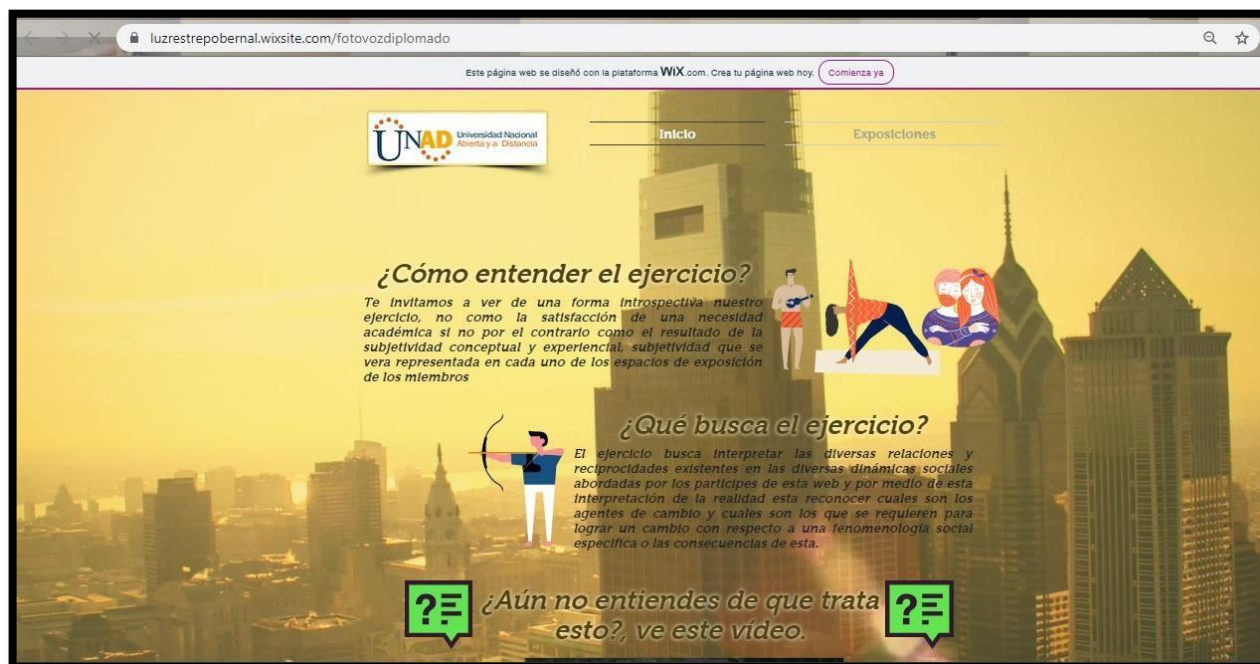 luzrestrepobernal.wixsite.com/fotovozdiplomado
Este página web se diseñó con la plataforma WiX.com. Crea tu página web hoy. Comienza ya
UNAD Universidad Nacional
Abierta y a Distancia
Inicio
Exposiciones
¿Cómo entender el ejercicio?
Te invitamos a ver de una forma introspectiva nuestro
ejercicio, no como la satisfacción de una necesidad
académica si no por el contrario como el resultado de la
subjetividad conceptual y experiencial, subjetividad que se
vera representada en cada uno de los espacios de exposición
de los miembros
¿Qué busca el ejercicio?
El ejercicio busca interpretar las diversas relaciones y
reciprocidades existentes en las diversas dinámicas sociales
abordadas por los participes de esta web y por medio de esta
interpretación de la realidad esta reconocer cuales son los
agentes de cambio y cuales son los que se requieren para
lograr un cambio con respecto a una fenomenología social
especifica o las consecuencias de esta.
¿Aún no entiendes de que trata
esto?, ve este vídeo.